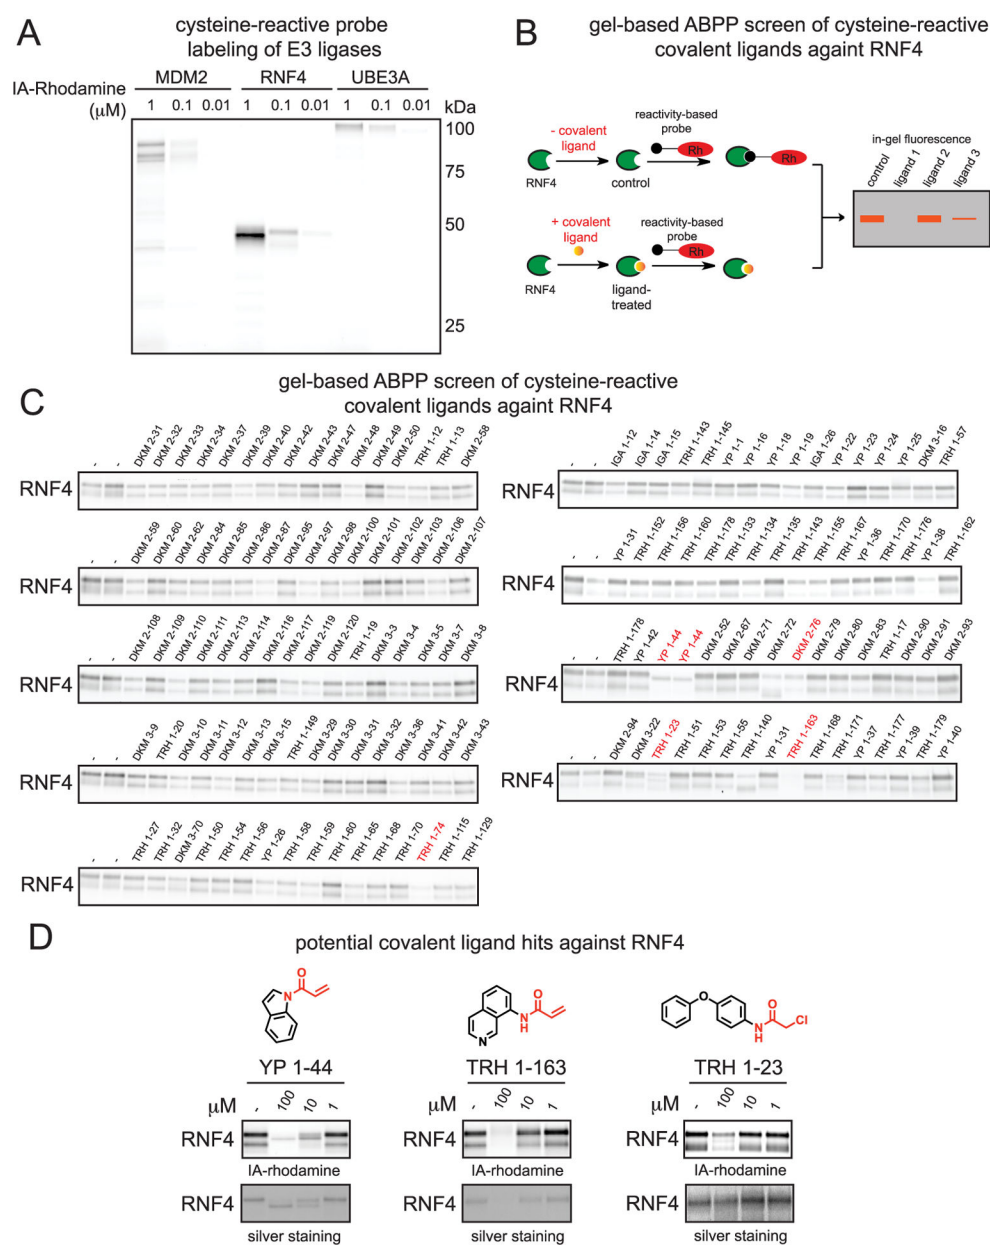 A
cysteine-reactive probe
labeling of E3 ligases
MDM2 RNF4 UBE3A
IA-Rhodamine
(μM)
1 0.1 0.01 1 0.1 0.01 1 0.1 0.01
kDa
100
75
50
25
B
gel-based ABPP screen of cysteine-reactive
covalent ligands againt RNF4
- covalent
ligand
reactivity-based
probe
Rh
Rh
RNF4
control
+ covalent
ligand
reactivity-based
probe
Rh
RNF4
ligand-
treated
in-gel fluorescence
control
ligand 1
ligand 2
ligand 3
C
gel-based ABPP screen of cysteine-reactive
covalent ligands againt RNF4
- - DKM 2-31 DKM 2-32 DKM 2-33 DKM 2-34 DKM 2-37 DKM 2-39 DKM 2-40 DKM 2-42 DKM 2-43 DKM 2-47 DKM 2-48 DKM 2-49 DKM 2-50 TRH 1-12 TRH 1-13 DKM 2-58
RNF4
- - DKM 2-59 DKM 2-60 DKM 2-62 DKM 2-84 DKM 2-85 DKM 2-86 DKM 2-87 DKM 2-95 DKM 2-97 DKM 2-98 DKM 2-100 DKM 2-101 DKM 2-102 DKM 2-103 DKM 2-106 DKM 2-107
RNF4
- - DKM 2-108 DKM 2-109 DKM 2-110 DKM 2-111 DKM 2-113 DKM 2-114 DKM 2-116 DKM 2-117 DKM 2-119 DKM 2-120 TRH 1-19 DKM 3-3 DKM 3-4 DKM 3-5 DKM 3-7 DKM 3-8
RNF4
- - DKM 3-9 TRH 1-20 DKM 3-10 DKM 3-11 DKM 3-12 DKM 3-13 DKM 3-15 TRH 1-149 DKM 3-29 DKM 3-30 DKM 3-31 DKM 3-32 DKM 3-36 DKM 3-41 DKM 3-42 DKM 3-43
RNF4
- - TRH 1-27 TRH 1-32 DKM 3-70 TRH 1-50 TRH 1-54 TRH 1-56 YP 1-26 TRH 1-58 TRH 1-59 TRH 1-60 TRH 1-65 TRH 1-68 TRH 1-70 TRH 1-74 TRH 1-115 TRH 1-129
RNF4
- - IGA 1-12 IGA 1-14 IGA 1-15 TRH 1-143 TRH 1-145 YP 1-1 YP 1-16 YP 1-18 YP 1-19 IGA 1-26 YP 1-22 YP 1-23 YP 1-24 YP 1-25 DKM 3-16 TRH 1-57
RNF4
- - YP 1-31 TRH 1-152 TRH 1-156 TRH 1-160 TRH 1-178 TRH 1-133 TRH 1-134 TRH 1-135 TRH 1-143 TRH 1-155 TRH 1-167 YP 1-36 TRH 1-170 TRH 1-176 YP 1-38 TRH 1-162
RNF4
- - TRH 1-178 YP 1-42 YP 1-44 YP 1-44 DKM 2-52 DKM 2-67 DKM 2-71 DKM 2-72 DKM 2-76 DKM 2-79 DKM 2-80 DKM 2-83 TRH 1-17 DKM 2-90 DKM 2-91 DKM 2-93
RNF4
- - DKM 2-94 DKM 3-22 TRH 1-23 TRH 1-51 TRH 1-53 TRH 1-55 TRH 1-140 YP 1-31 TRH 1-163 TRH 1-168 TRH 1-171 YP 1-37 TRH 1-177 YP 1-39 TRH 1-179 YP 1-40
RNF4
D
potential covalent ligand hits against RNF4
O
N
YP 1-44
μM - 100 10 1
RNF4
IA-rhodamine
RNF4
silver staining
O
N
H
N
TRH 1-163
- 100 10 1
RNF4
IA-rhodamine
RNF4
silver staining
O
O
N
H
Cl
TRH 1-23
μM - 100 10 1
RNF4
IA-rhodamine
RNF4
silver staining